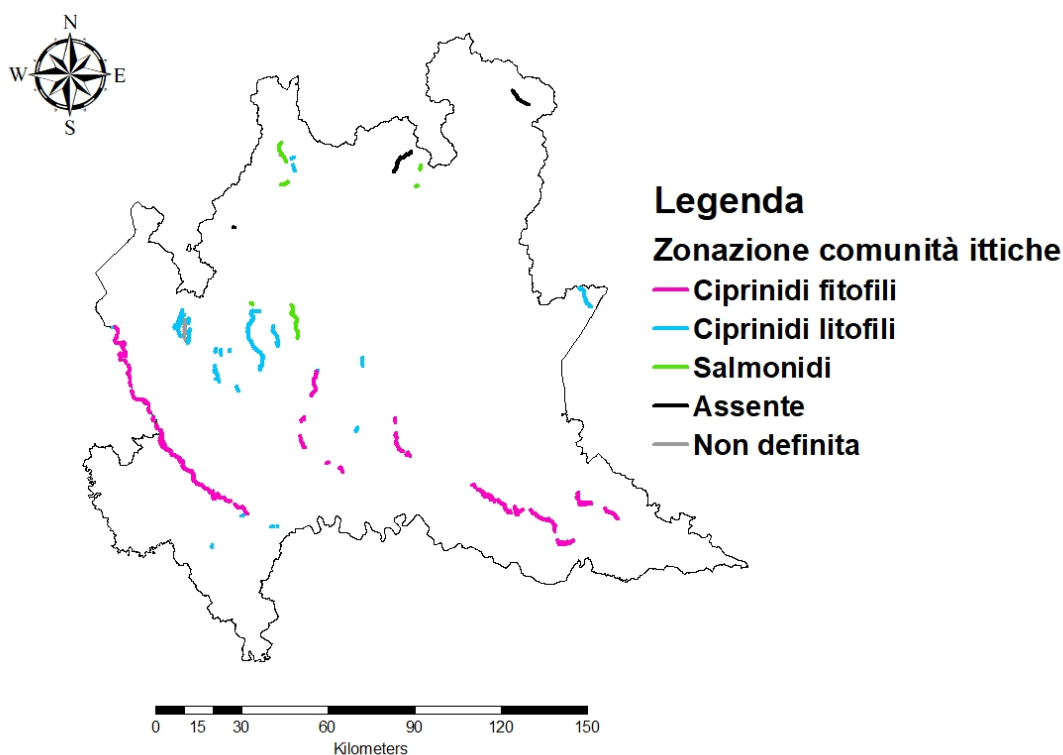 N
W E
S
Legenda
Zonazione comunità ittiche
Ciprinidi fitofili
Ciprinidi litofili
Salmonidi
Assente
Non definita
0 15 30 60 90 120 150
Kilometers